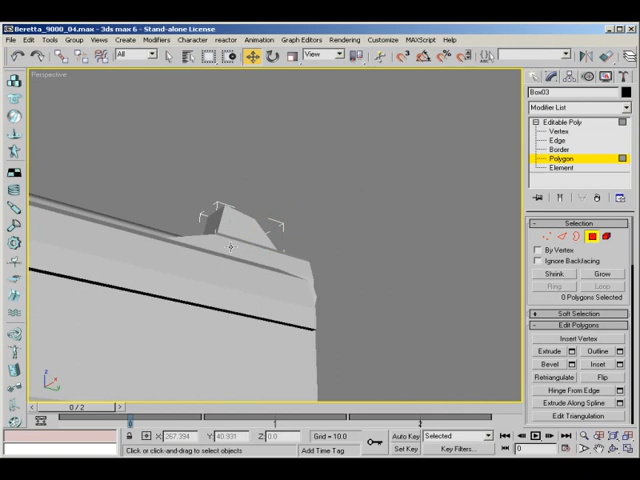 Beretta_9000_04.max - 3ds max 6 - Stand-alone License
File Edit Tools Group Views Create Modifiers Character reactor Animation Graph Editors Rendering Customize MAXScript Help
All View
Perspective
Box03
Modifier List
Editable Poly
Vertex
Edge
Border
Polygon
Element
Selection
By Vertex
Ignore Backfacing
Shrink Grow
Ring Loop
0 Polygons Selected
Soft Selection
Edit Polygons
Insert Vertex
Extrude Outline
Bevel Inset
Retriangulate Flip
Hinge From Edge
Extrude Along Spline
Edit Triangulation
z
0 / 2
0 1 2
X: 267.394 Y: 40.931 Z: 0.0 Grid = 10.0 Auto Key Selected
Click or click-and-drag to select objects Add Time Tag Set Key Key Filters... 0